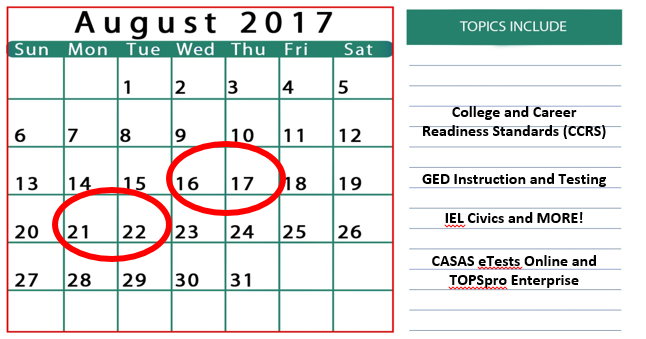 August 2017
Sun Mon Tue Wed Thu Fri Sat
1 2 3 4 5
6 7 8 9 10 11 12
13 14 15 16 17 18 19
20 21 22 23 24 25 26
27 28 29 30 31
TOPICS INCLUDE
College and Career
Readiness Standards (CCRS)
GED Instruction and Testing
IEL Civics and MORE!
CASAS eTests Online and
TOPSpro Enterprise